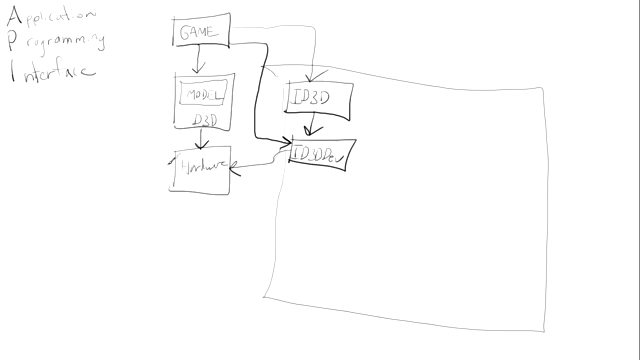 Application
Programming
Interface
GAME
MODEL
D3D
Hardware
ID3D
ID3DDev